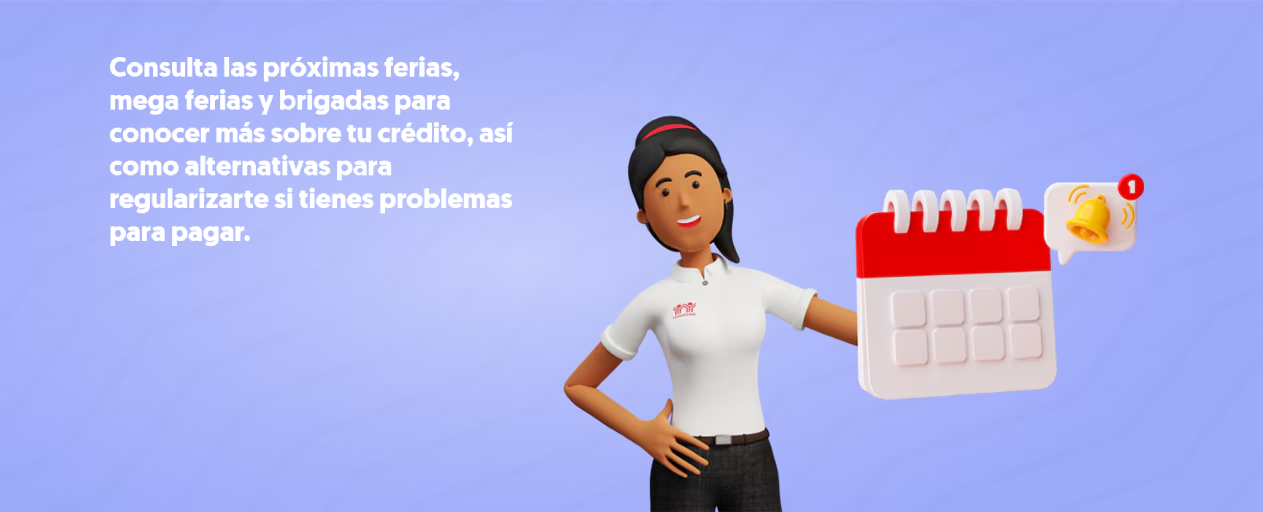 Consulta las próximas ferias,
mega ferias y brigadas para
conocer más sobre tu crédito, así
como alternativas para
regularizarte si tienes problemas
para pagar.
1